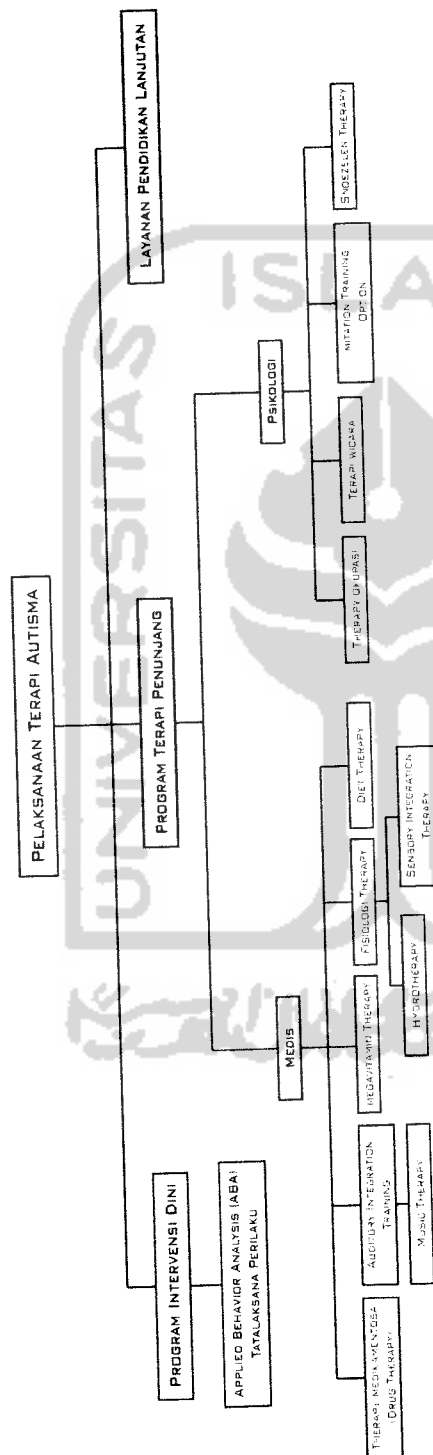 PELAKSANAAN TERAPI AUTISMA
PROGRAM INTERVENSI DINI
PROGRAM TERAPI PENUNJANG
LAYANAN PENDIDIKAN LANJUTAN
APPLIED BEHAVIOR ANALYSIS (ABA)
TATALAKSANA PERILAKU
MEDIS
PSIKOLOGI
THERAPY MEDIKAMENTOSA
(DRUG THERAPY)
AUDITORY INTEGRATION
TRAINING
MEGAVITAMIN THERAPY
FISIOLOGI THERAPY
DIET THERAPY
THERAPY OKUPASI
TERAPI WICARA
IMITATION TRAINING
OPTION
SNOEZELEN THERAPY
MUSIC THERAPY
HYDROTHERAPY
SENSORY INTEGRATION
THERAPY
UNIVERSITAS
ISLA